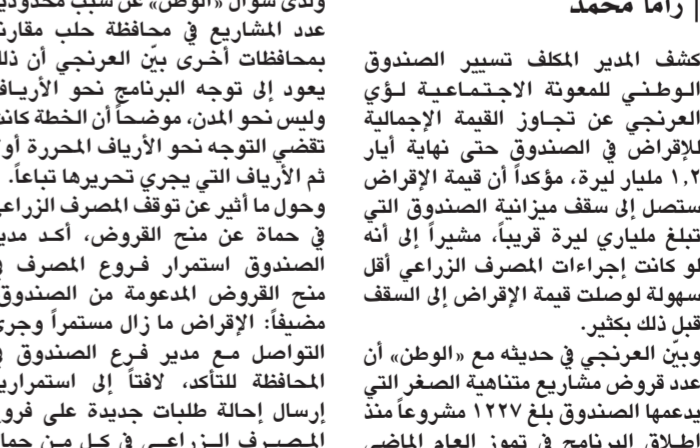 | راما محمد
كشف المدير المكلف تسيير الصندوق
الوطني للمعونة الاجتماعية لؤي
العرنجي عن تجاوز القيمة الإجمالية
للإقراض في الصندوق حتى نهاية أيار
١,٢ مليار ليرة، مؤكداً أن قيمة الإقراض
ستصل إلى سقف ميزانية الصندوق التي
تبلغ ملياري ليرة قريباً، مشيراً إلى أنه
لو كانت إجراءات المصرف الزراعي أقل
سهولة لوصلت قيمة الإقراض إلى السقف
قبل ذلك بكثير.
وبيّن العرنجي في حديثه مع «الوطن» أن
عدد قروض مشاريع متناهية الصغر التي
يدعمها الصندوق بلغ ١٢٢٧ مشروعاً منذ
إطلاق البرنامج في تموز العام الماضي
ولدى سؤال «الوطن» عن سبب محدودية
عدد المشاريع في محافظة حلب مقارنة
بمحافظات أخرى بيّن العرنجي أن ذلك
يعود إلى توجه البرنامج نحو الأرياف
وليس نحو المدن، موضحاً أن الخطة كانت
تقضي التوجه نحو الأرياف المحررة أو
ثم الأرياف التي يجري تحريرها تباعاً.
وحول ما أثير عن توقف المصرف الزراعي
في حماة عن منح القروض، أكد مدير
الصندوق استمرار فروع المصرف في
منح القروض المدعومة من الصندوق
مضيفاً: الإقراض ما زال مستمراً وجرى
التواصل مع مدير فرع الصندوق في
المحافظة للتأكد، لافتاً إلى استمرارية
إرسال إحالة طلبات جديدة على فروع
المصرف الزراعي في كل من حماة